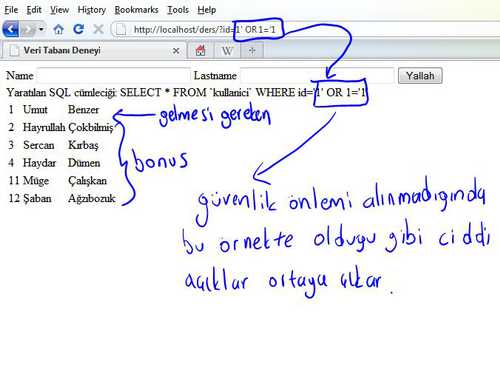 File Edit View History Bookmarks Tools Help
http://localhost/ders/?id=1' OR 1='1
Veri Tabanı Deneyi
W
Name Lastname Yallah
Yaratılan SQL cümleciği: SELECT * FROM `kullanici` WHERE id='1' OR 1='1'
1 Umut Benzer
gelmesi gereken
2 Hayrullah Çokbilmiş
3 Sercan Kırbaş
bonus
4 Haydar Dümen
11 Müge Çalışkan
12 Şaban Ağzıbozuk
güvenlik önlemi alınmadığında
bu örnekte olduğu gibi ciddi
açıklar ortaya çıkar.